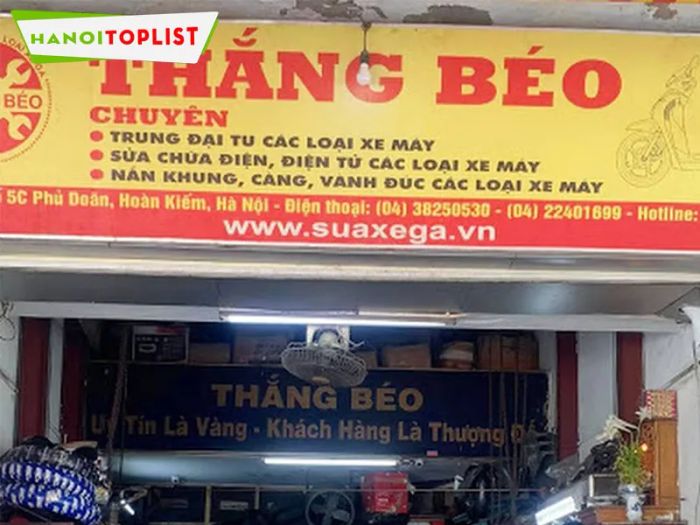 HANOITOPLIST
THẮNG BÉO
BÉO
CHUYÊN
• TRUNG ĐẠI TU CÁC LOẠI XE MÁY
• SỬA CHỮA ĐIỆN, ĐIỆN TỬ CÁC LOẠI XE MÁY
• NẮN KHUNG, CÀNG, VÀNH ĐÚC CÁC LOẠI XE MÁY
5C Phủ Doãn, Hoàn Kiếm, Hà Nội - Điện thoại: (04) 38250530 - (04) 22401699 - Hotline:
www.suaxega.vn
THẮNG BÉO
Uy Tín Là Vàng - Khách Hàng Là Thượng